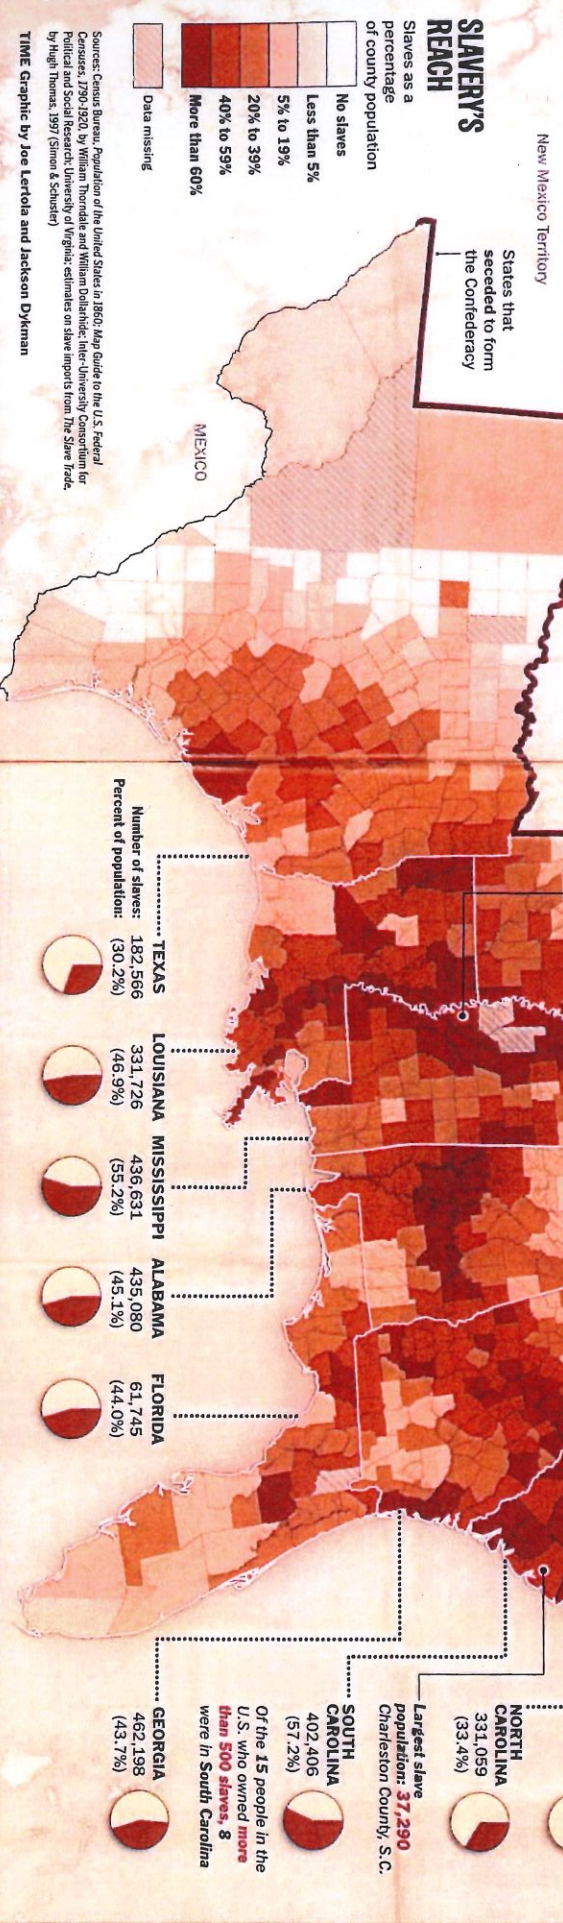 New Mexico Territory
SLAVERY'S
REACH
Slaves as a
percentage
of county population
No slaves
Less than 5%
5% to 19%
20% to 39%
40% to 59%
More than 60%
Data missing
Sources: Census Bureau, Population of the United States in 1860; Map Guide to the U.S. Federal
Censuses, 1790-1920, by William Thorndale and William Dollarhide; Inter-University Consortium for
Political and Social Research; University of Virginia; estimates on slave imports from The Slave Trade,
by Hugh Thomas, 1997 (Simon & Schuster)
TIME Graphic by Joe Lertola and Jackson Dykman
States that
seceded to form
the Confederacy
MEXICO
Number of slaves:
Percent of population:
TEXAS
182,566
(30.2%)
LOUISIANA
331,726
(46.9%)
MISSISSIPPI
436,631
(55.2%)
ALABAMA
435,080
(45.1%)
FLORIDA
61,745
(44.0%)
NORTH
CAROLINA
331,059
(33.4%)
Largest slave
population: 37,290
Charleston County, S.C.
SOUTH
CAROLINA
402,406
(57.2%)
Of the 15 people in the
U.S. who owned more
than 500 slaves, 8
were in South Carolina
GEORGIA
462,198
(43.7%)